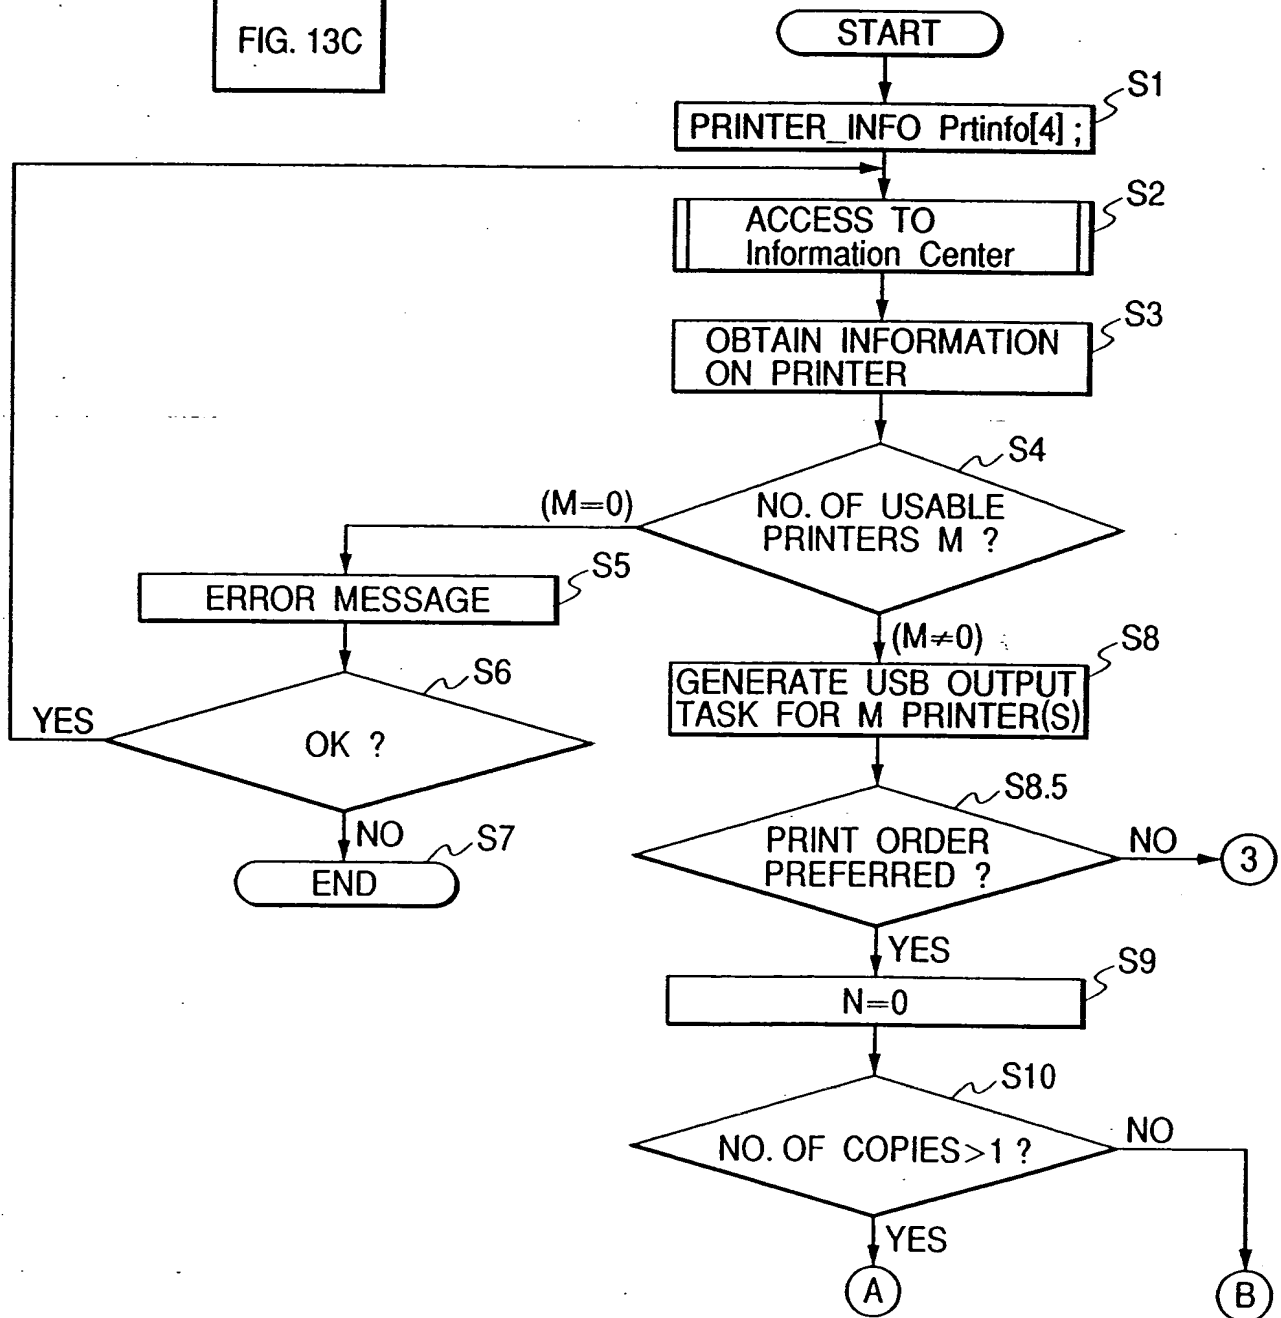 FIG. 13C
START
S1
PRINTER_INFO Prtinfo[4] ;
S2
ACCESS TO
Information Center
S3
OBTAIN INFORMATION
ON PRINTER
S4
(M=0)
NO. OF USABLE
PRINTERS M ?
S5
ERROR MESSAGE
(M≠0)
S8
GENERATE USB OUTPUT
TASK FOR M PRINTER(S)
S6
YES
OK ?
NO
S7
END
S8.5
PRINT ORDER
PREFERRED ?
NO
3
YES
S9
N=0
S10
NO. OF COPIES>1 ?
NO
YES
A
B